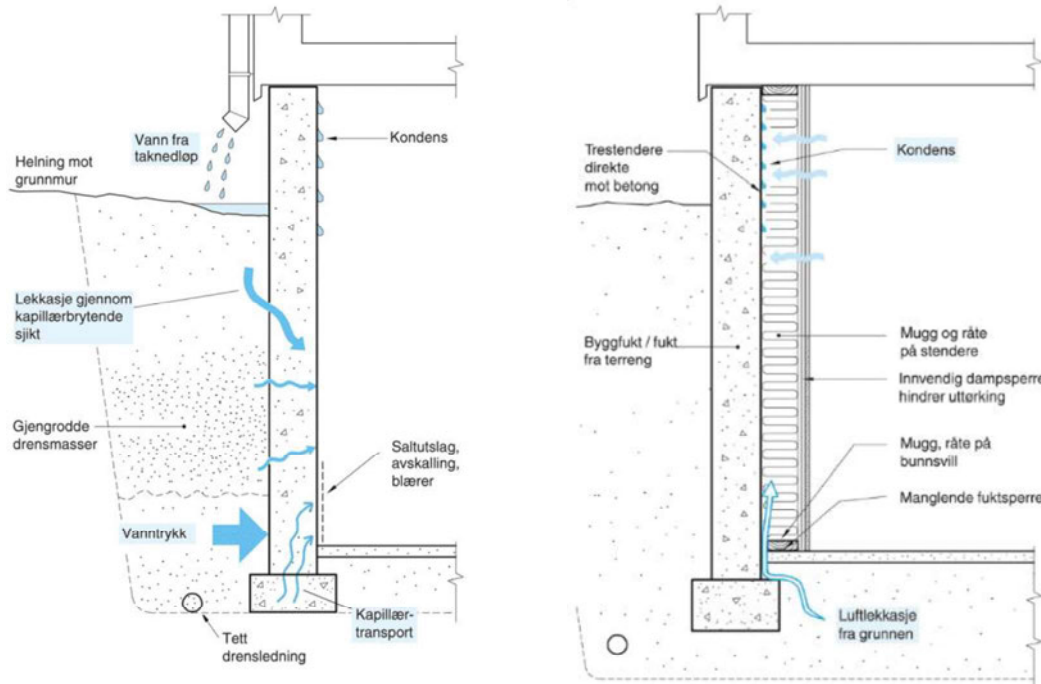 Vann fra
taknedløp
Helning mot
grunnmur
Kondens
Lekkasje gjennom
kapillærbrytende
sjikt
Gjengrodde
drensmasser
Saltutslag,
avskalling,
blærer
Vanntrykk
Kapillær-
transport
Tett
drensledning
Trestendere
direkte
mot betong
Kondens
Byggfukt / fukt
fra terreng
Mugg og råte
på stendere
Innvendig dampsperre
hindrer uttørking
Mugg, råte på
bunnsvill
Manglende fuktsperre
Luftlekkasje
fra grunnen